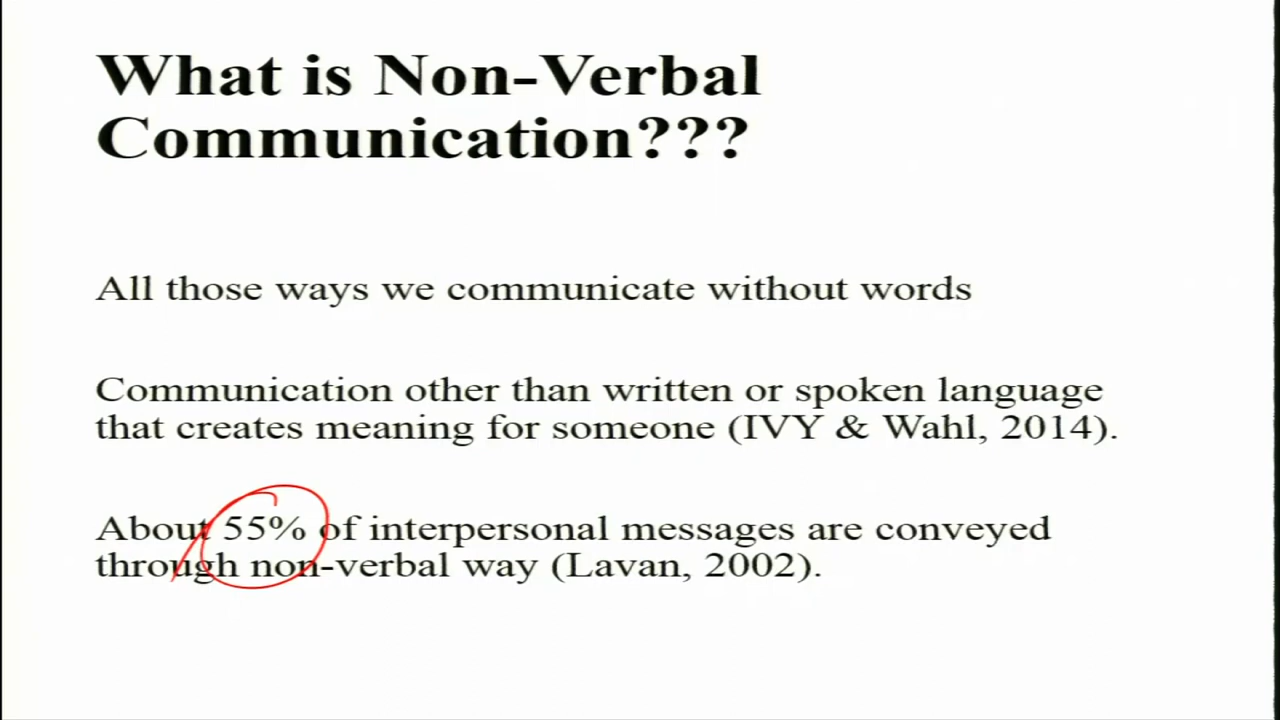 What is Non-Verbal
Communication???
All those ways we communicate without words
Communication other than written or spoken language
that creates meaning for someone (IVY & Wahl, 2014).
About 55% of interpersonal messages are conveyed
through non-verbal way (Lavan, 2002).